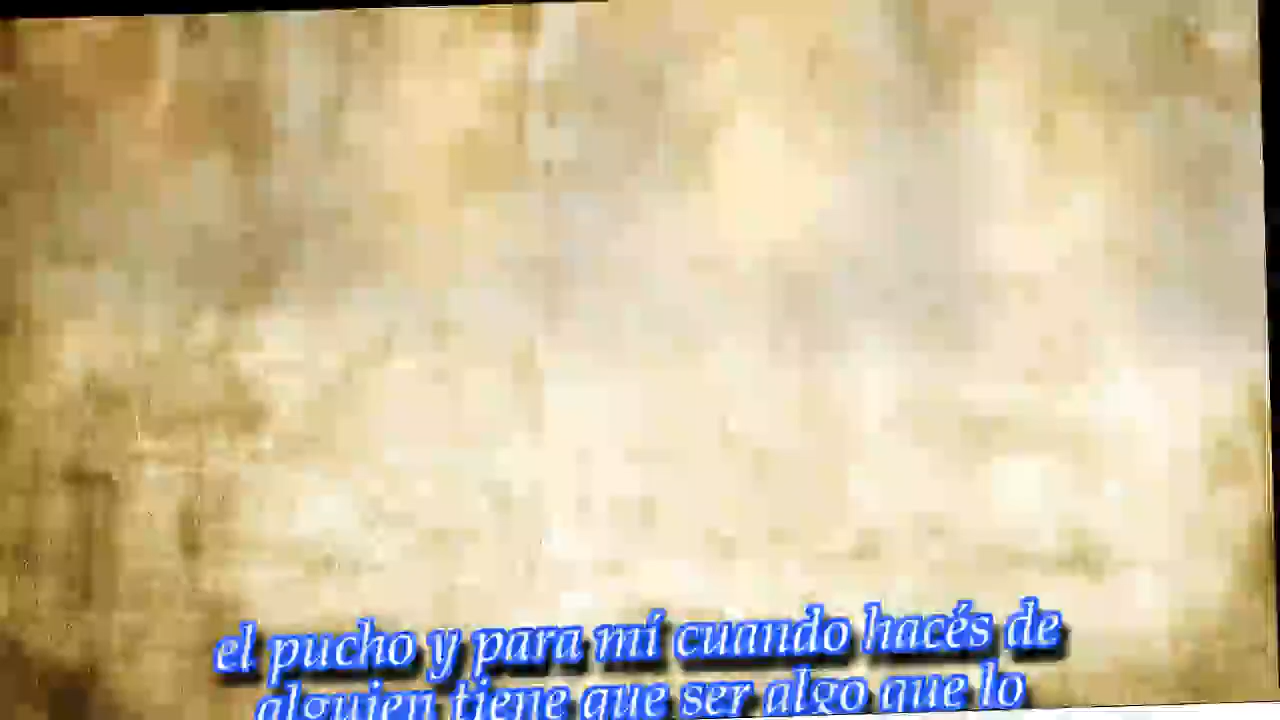 el pucho y para mí cuando hacés de
alguien tiene que ser algo que lo